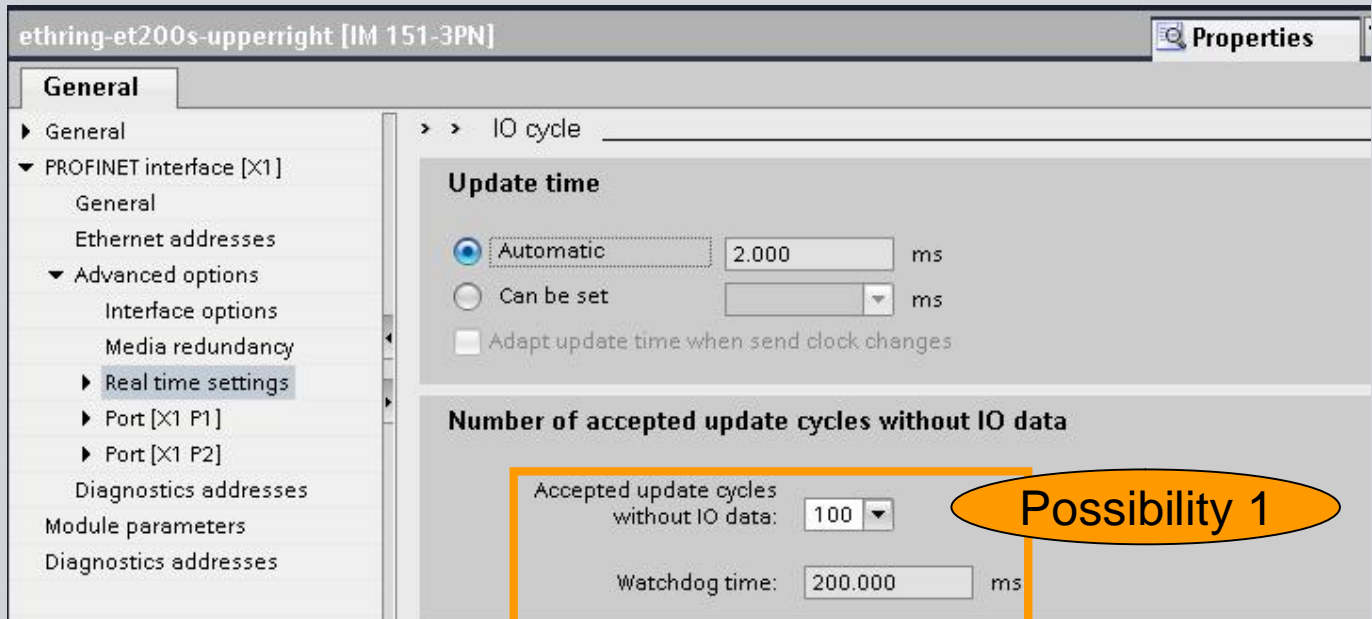 ethring-et200s-upperright [IM 151-3PN]
Properties
General
General
PROFINET interface [X1]
General
Ethernet addresses
Advanced options
Interface options
Media redundancy
Real time settings
Port [X1 P1]
Port [X1 P2]
Diagnostics addresses
Module parameters
Diagnostics addresses
> > IO cycle
Update time
Automatic 2.000 ms
Can be set ms
Adapt update time when send clock changes
Number of accepted update cycles without IO data
Accepted update cycles
without IO data: 100
Watchdog time: 200.000 ms
Possibility 1